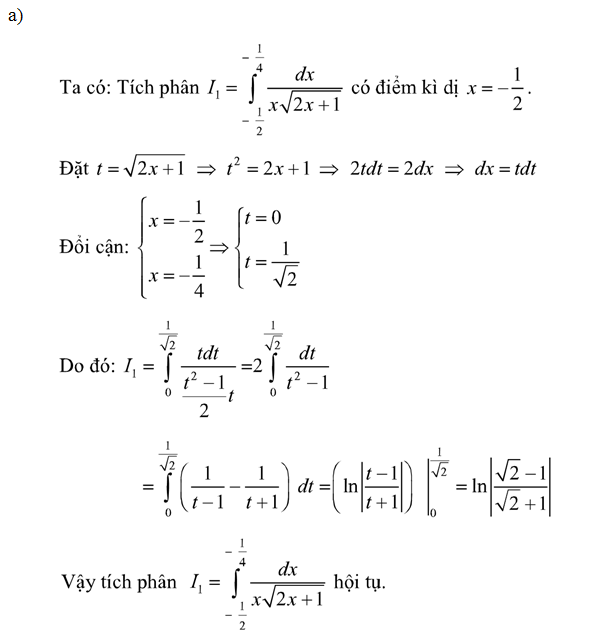 a)
Ta có: Tích phân $I_1 = \int_{-\frac{1}{2}}^{-\frac{1}{4}} \frac{dx}{x\sqrt{2x+1}}$ có điểm kì dị $x = -\frac{1}{2}$.
Đặt $t = \sqrt{2x+1} \Rightarrow t^2 = 2x+1 \Rightarrow 2tdt = 2dx \Rightarrow dx = tdt$
Đổi cận: $\begin{cases} x = -\frac{1}{2} \\ x = -\frac{1}{4} \end{cases} \Rightarrow \begin{cases} t = 0 \\ t = \frac{1}{\sqrt{2}} \end{cases}$
Do đó: $I_1 = \int_{0}^{\frac{1}{\sqrt{2}}} \frac{tdt}{\frac{t^2-1}{2}t} = 2\int_{0}^{\frac{1}{\sqrt{2}}} \frac{dt}{t^2-1}$
$= \int_{0}^{\frac{1}{\sqrt{2}}} \left( \frac{1}{t-1} - \frac{1}{t+1} \right) dt = \left( \ln\left|\frac{t-1}{t+1}\right| \right) \Big|_{0}^{\frac{1}{\sqrt{2}}} = \ln\left|\frac{\sqrt{2}-1}{\sqrt{2}+1}\right|$
Vậy tích phân $I_1 = \int_{-\frac{1}{2}}^{-\frac{1}{4}} \frac{dx}{x\sqrt{2x+1}}$ hội tụ.